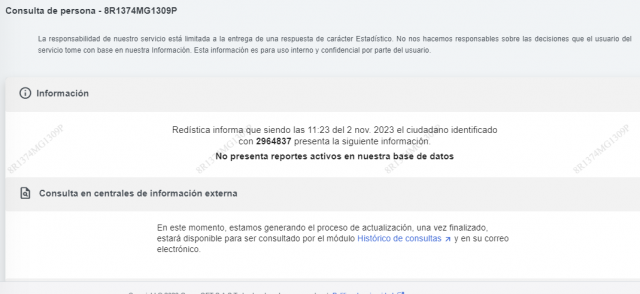 Consulta de persona - 8R1374MG1309P
La responsabilidad de nuestro servicio está limitada a la entrega de una respuesta de carácter Estadístico. No nos hacemos responsables sobre las decisiones que el usuario del
servicio tome con base en nuestra Información. Esta información es para uso interno y confidencial por parte del usuario.
Información
Redística informa que siendo las 11:23 del 2 nov. 2023 el ciudadano identificado
con 2964837 presenta la siguiente información.
No presenta reportes activos en nuestra base de datos
8R1374MG1309P
8R1374MG1309P
8R1374MG1309P
8R1374MG1309P
Consulta en centrales de información externa
En este momento, estamos generando el proceso de actualización, una vez finalizado,
estará disponible para ser consultado por el módulo Histórico de consultas y en su correo
electrónico.